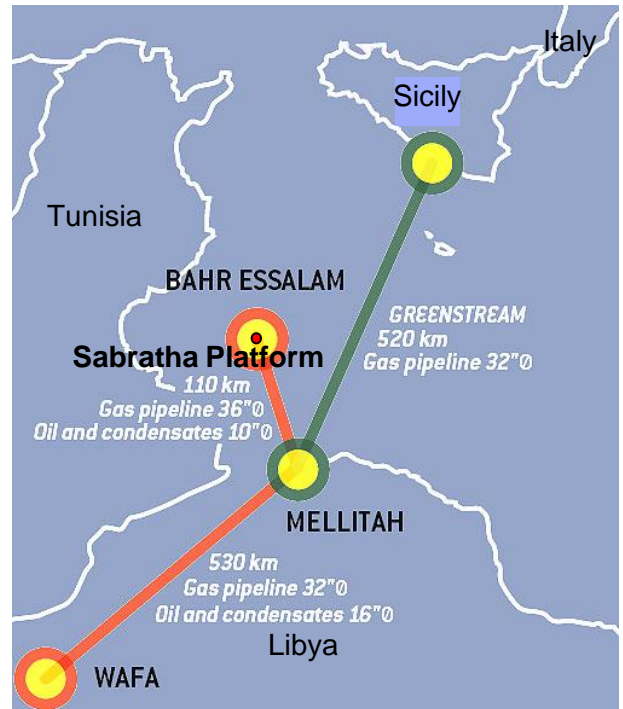 Italy
Sicily
Tunisia
BAHR ESSALAM
Sabratha Platform
110 km
Gas pipeline 36"Ø
Oil and condensates 10"Ø
GREENSTREAM
520 km
Gas pipeline 32"Ø
MELLITAH
530 km
Gas pipeline 32"Ø
Oil and condensates 16"Ø
Libya
WAFA